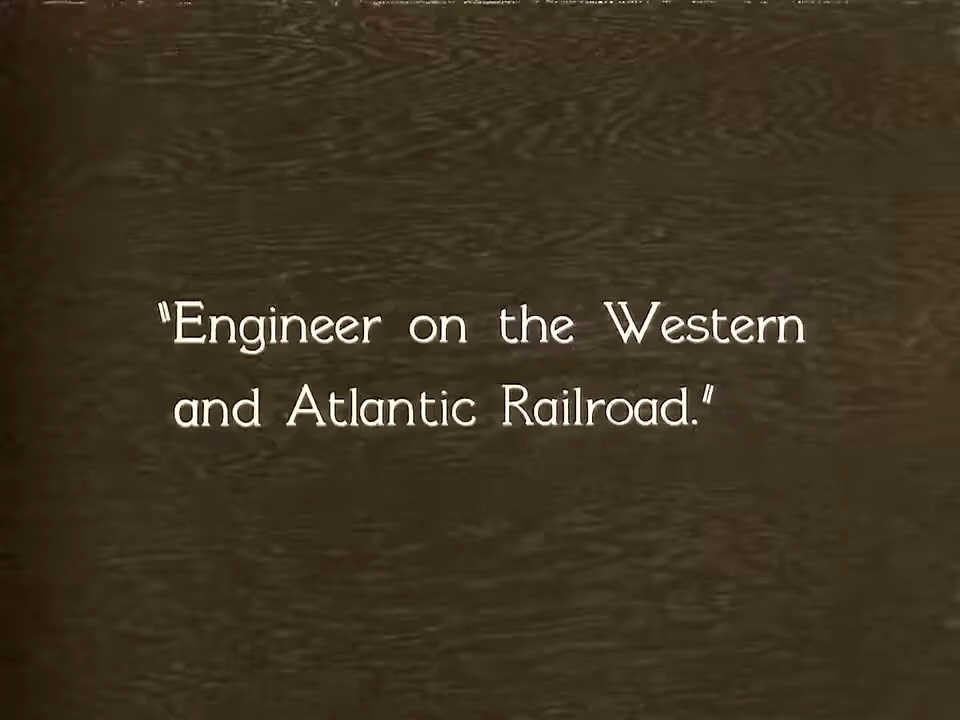 "Engineer on the Western
and Atlantic Railroad."